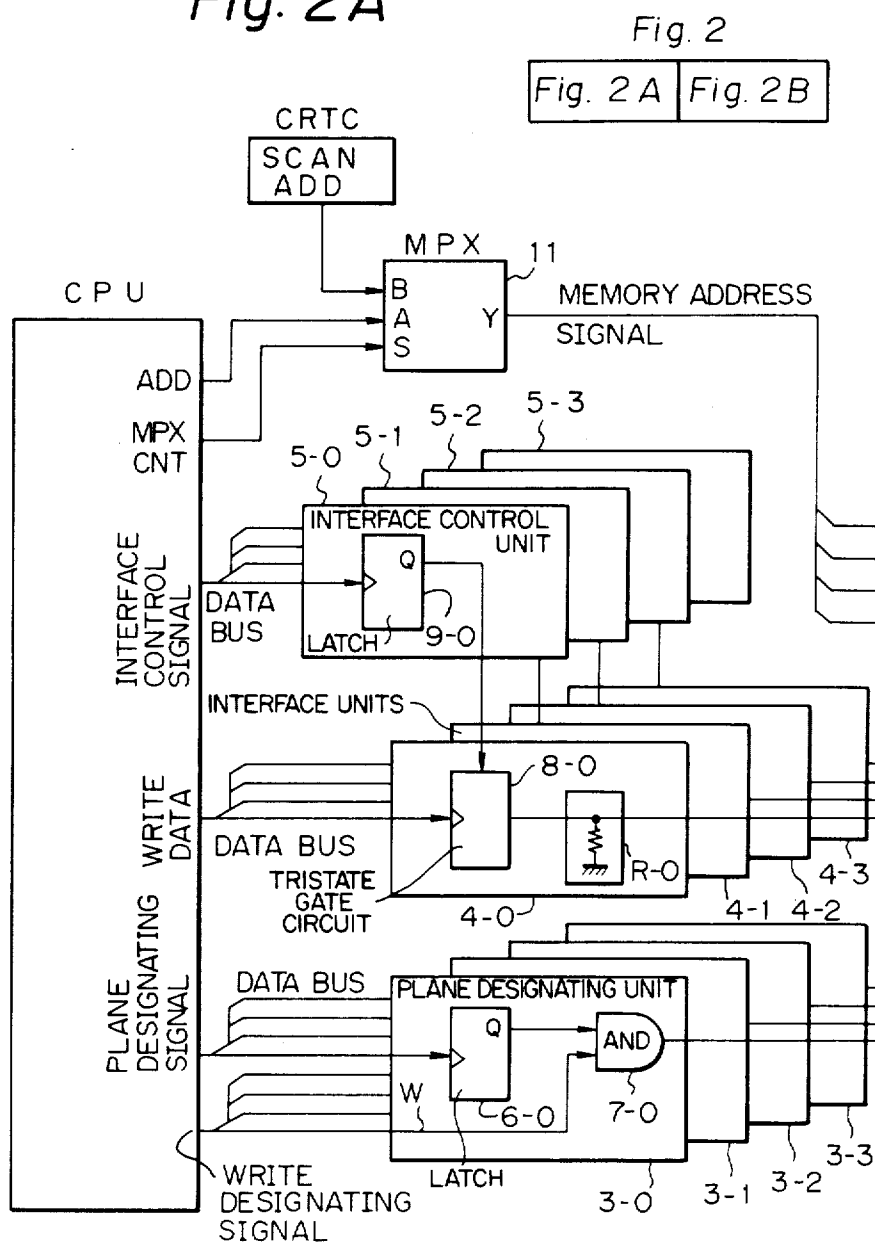 Fig. 2A
Fig. 2
Fig. 2A Fig. 2B
CRTC
SCAN
ADD
MPX
11
CPU
B
A
S
Y
MEMORY ADDRESS
SIGNAL
ADD
MPX
CNT
5-0
5-1
5-2
5-3
INTERFACE CONTROL
UNIT
Q
LATCH
9-0
INTERFACE
CONTROL
SIGNAL
DATA
BUS
INTERFACE UNITS
8-0
WRITE
DATA
DATA BUS
TRISTATE
GATE
CIRCUIT
R-0
4-0
4-1
4-2
4-3
PLANE
DESIGNATING
SIGNAL
DATA BUS
PLANE DESIGNATING UNIT
Q
AND
7-0
W
6-0
LATCH
3-0
3-1
3-2
3-3
WRITE
DESIGNATING
SIGNAL